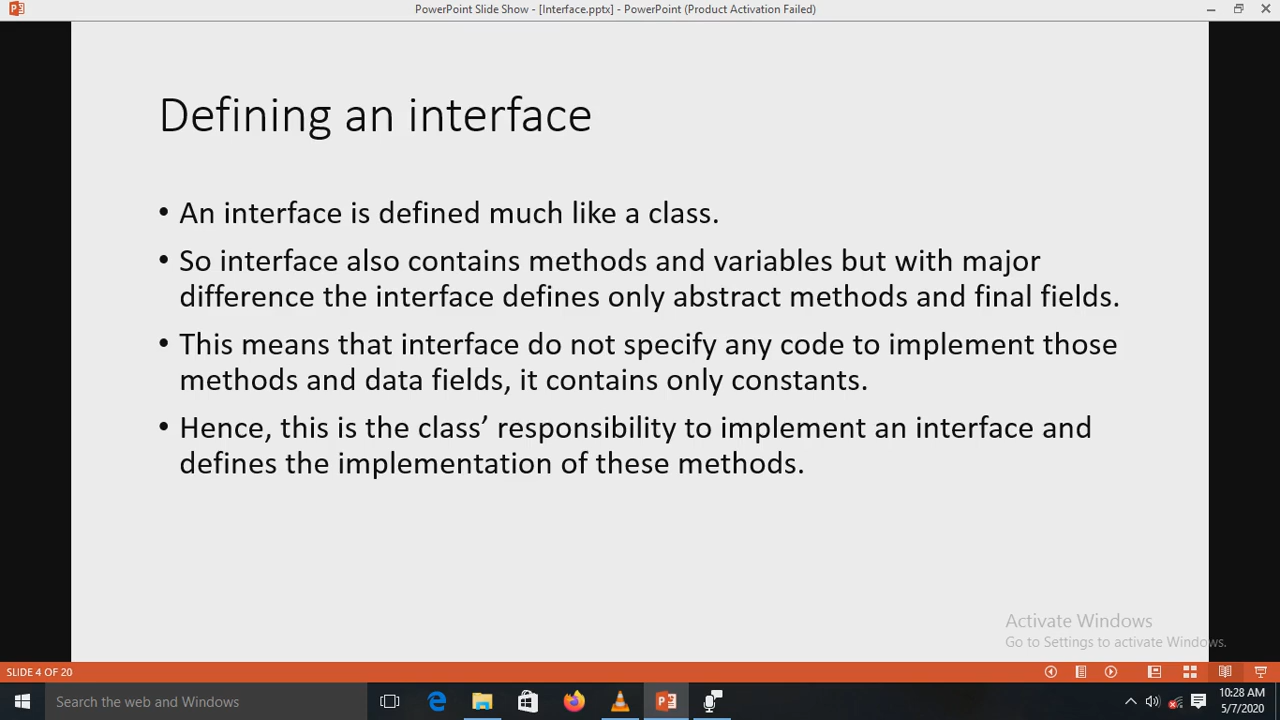 PowerPoint Slide Show - [Interface.pptx] - PowerPoint (Product Activation Failed)
Defining an interface
• An interface is defined much like a class.
• So interface also contains methods and variables but with major
difference the interface defines only abstract methods and final fields.
• This means that interface do not specify any code to implement those
methods and data fields, it contains only constants.
• Hence, this is the class’ responsibility to implement an interface and
defines the implementation of these methods.
Activate Windows
Go to Settings to activate Windows.
SLIDE 4 OF 20
Search the web and Windows
10:28 AM
5/7/2020